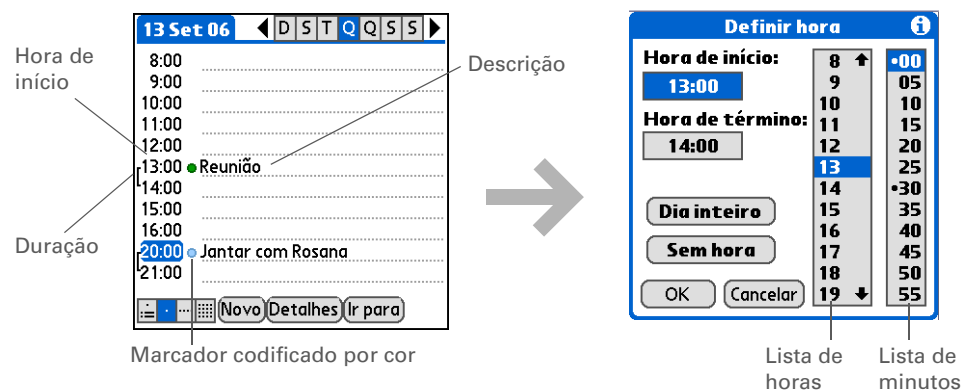 13 Set 06 D S T Q Q S S
Hora de
início
Descrição
Duração
8:00
9:00
10:00
11:00
12:00
13:00 Reunião
14:00
15:00
16:00
20:00 Jantar com Rosana
21:00
Novo Detalhes Ir para
Marcador codificado por cor
Definir hora
Hora de início:
13:00
Hora de término:
14:00
Dia inteiro
Sem hora
OK Cancelar
8
9
10
11
12
13
14
15
16
17
18
19
•00
05
10
15
20
25
•30
35
40
45
50
55
Lista de
horas
Lista de
minutos